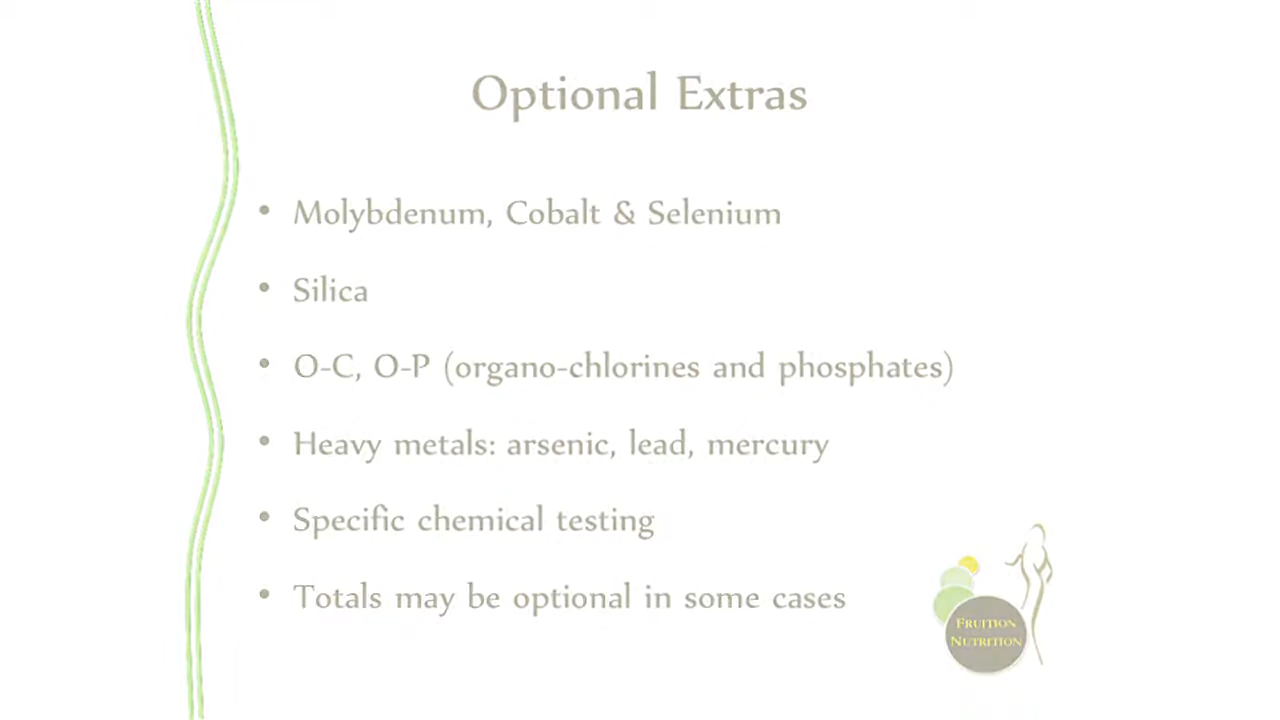 Optional Extras
• Molybdenum, Cobalt & Selenium
• Silica
• O-C, O-P (organo-chlorines and phosphates)
• Heavy metals: arsenic, lead, mercury
• Specific chemical testing
• Totals may be optional in some cases
FRUITION
NUTRITION